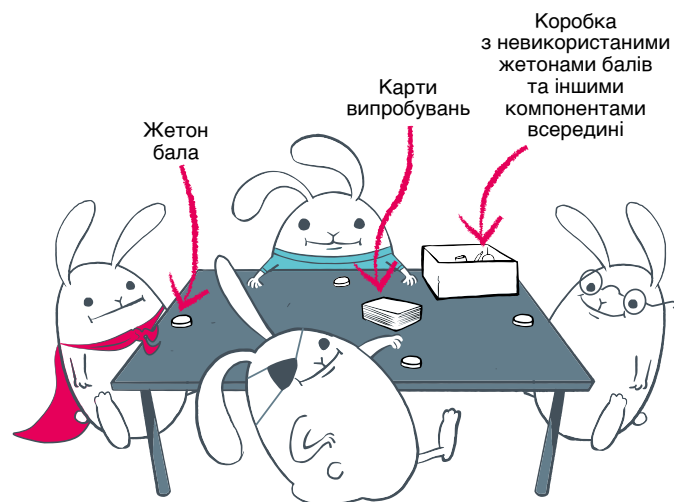 Коробка
з невикористаними
жетонами балів
та іншими
компонентами
всередині
Карти
випробувань
Жетон
бала